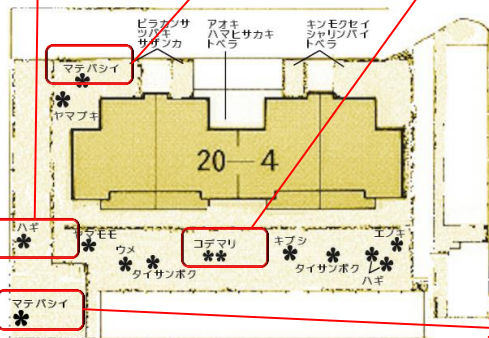 ピラカンサ
ツバキ
サザンカ
アオキ
ハマヒサカキ
トベラ
キンモクセイ
シャリンバイ
トベラ
マテバシイ
ヤマブキ
20-4
ハギ
ヤマモモ
ウメ
タイサンボク
コデマリ
キブシ
タイサンボク
エノキ
ハギ
マテバシイ